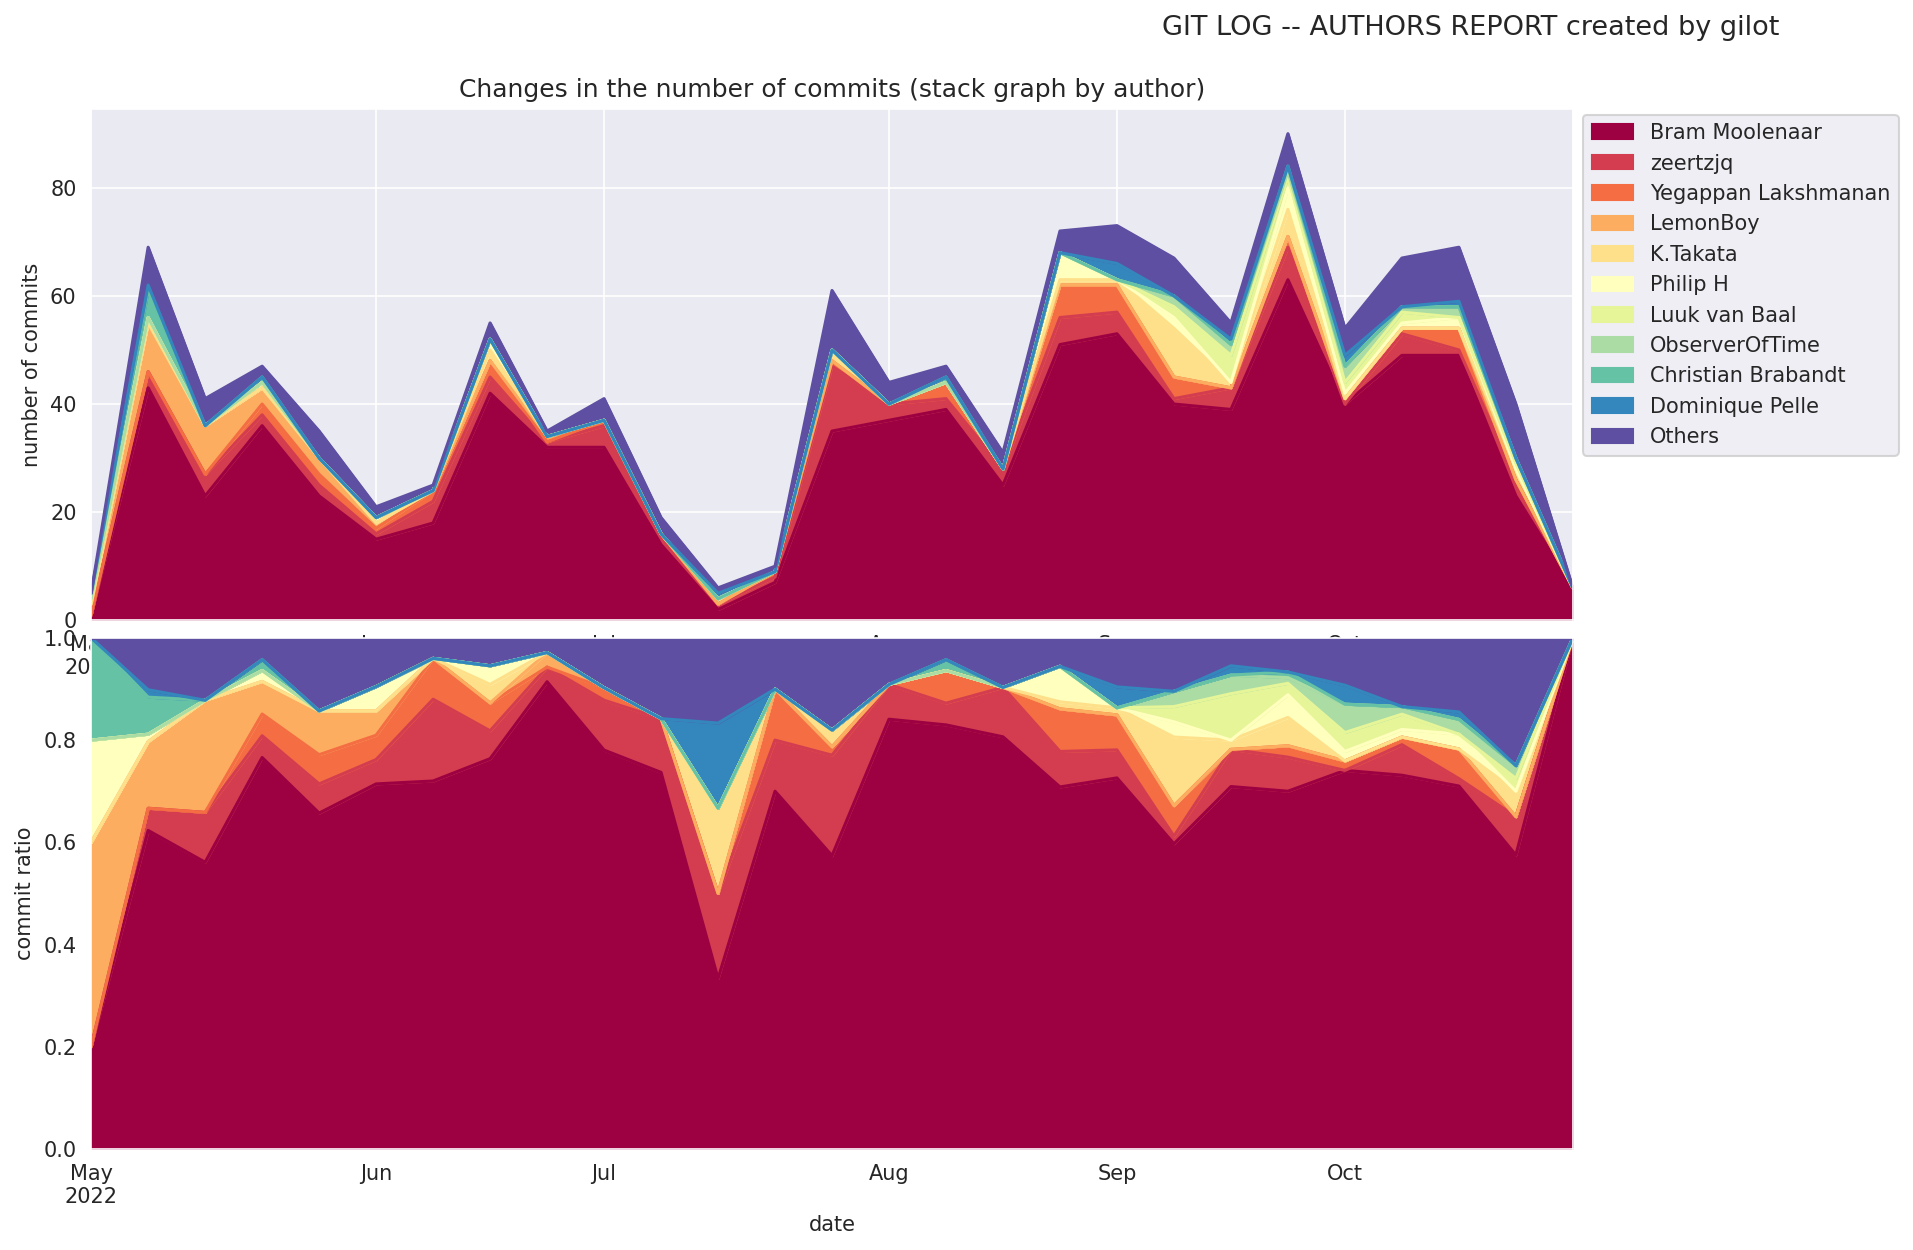 GIT LOG -- AUTHORS REPORT created by gilot
Changes in the number of commits (stack graph by author)
number of commits
80
60
40
20
0
Bram Moolenaar
zeertzjq
Yegappan Lakshmanan
LemonBoy
K.Takata
Philip H
Luuk van Baal
ObserverOfTime
Christian Brabandt
Dominique Pelle
Others
commit ratio
1.0
20
0.8
0.6
0.4
0.2
0.0
May
2022
Jun
Jul
Aug
Sep
Oct
date